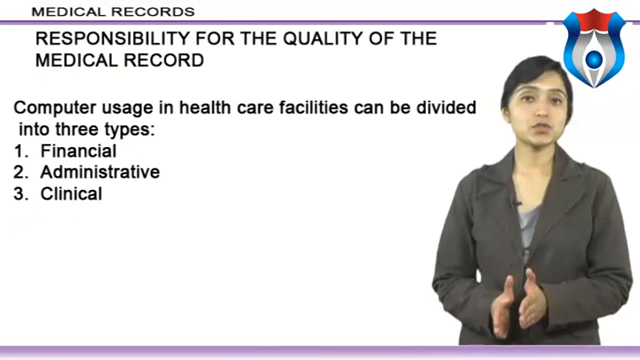 MEDICAL RECORDS
RESPONSIBILITY FOR THE QUALITY OF THE
MEDICAL RECORD
Computer usage in health care facilities can be divided
into three types:
1. Financial
2. Administrative
3. Clinical